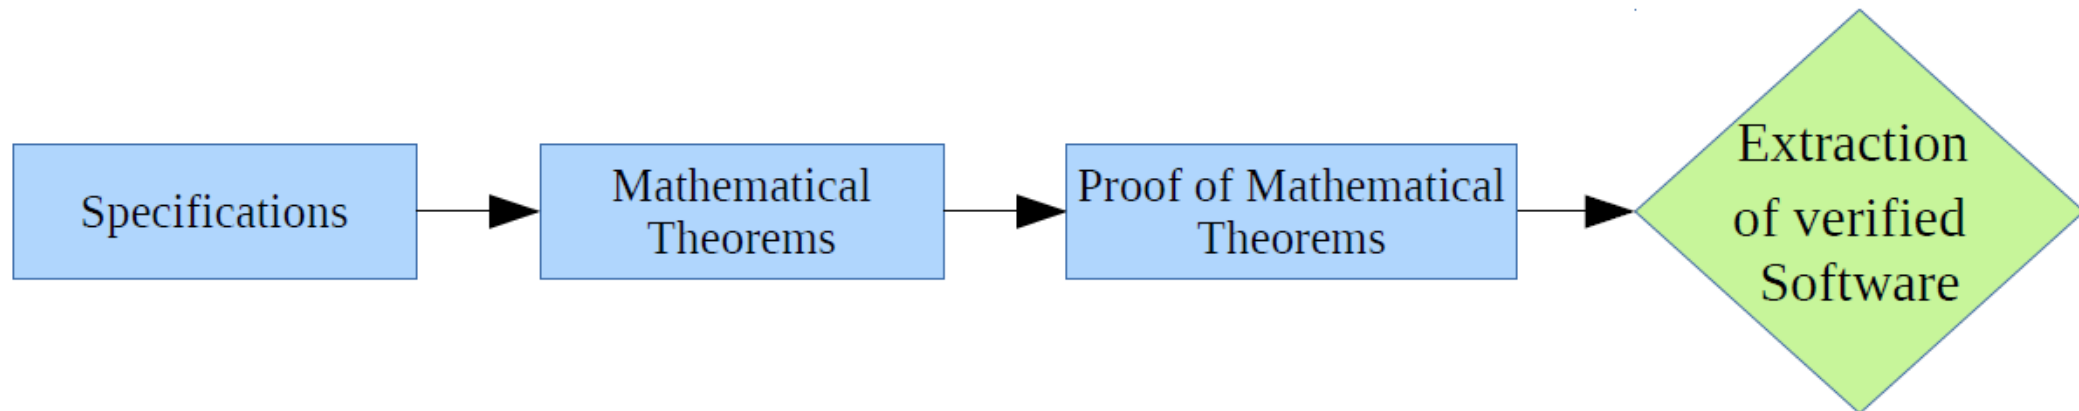 Specifications
Mathematical
Theorems
Proof of Mathematical
Theorems
Extraction
of verified
Software